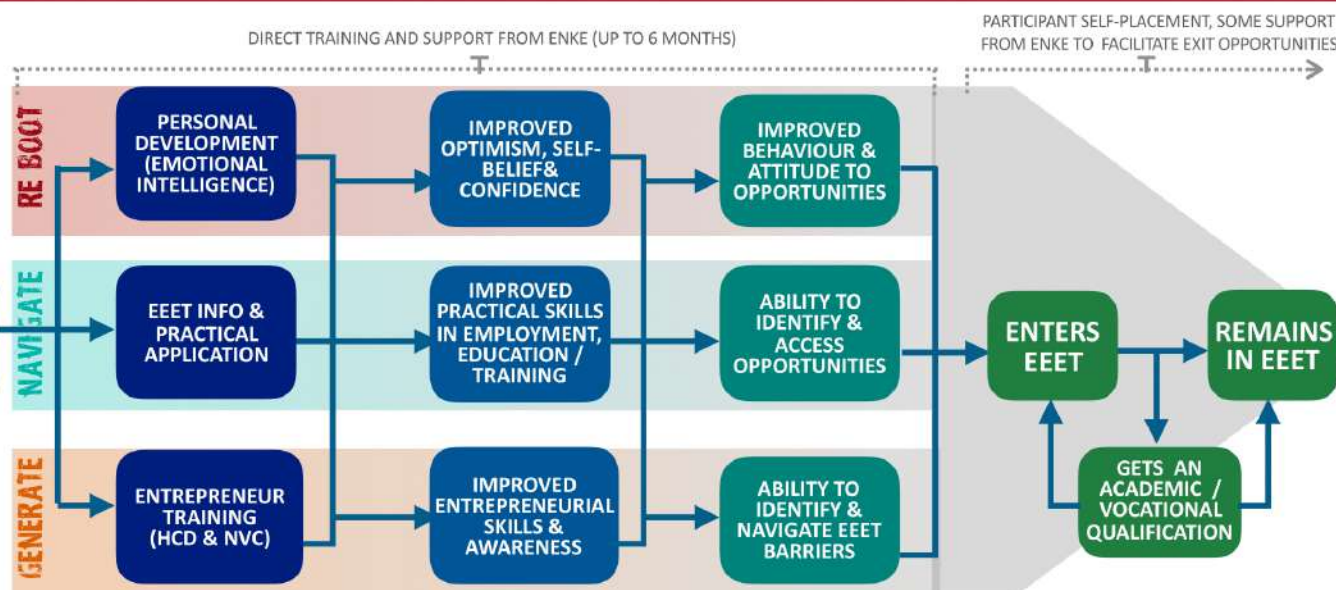 DIRECT TRAINING AND SUPPORT FROM ENKE (UP TO 6 MONTHS)
PARTICIPANT SELF-PLACEMENT, SOME SUPPORT
FROM ENKE TO FACILITATE EXIT OPPORTUNITIES
RE BOOT
PERSONAL
DEVELOPMENT
(EMOTIONAL
INTELLIGENCE)
IMPROVED
OPTIMISM, SELF-
BELIEF&
CONFIDENCE
IMPROVED
BEHAVIOUR &
ATTITUDE TO
OPPORTUNITIES
NAVIGATE
EEET INFO &
PRACTICAL
APPLICATION
IMPROVED
PRACTICAL SKILLS
IN EMPLOYMENT,
EDUCATION /
TRAINING
ABILITY TO
IDENTIFY &
ACCESS
OPPORTUNITIES
ENTERS
EEET
REMAINS
IN EEET
GENERATE
ENTREPRENEUR
TRAINING
(HCD & NVC)
IMPROVED
ENTREPRENEURIAL
SKILLS &
AWARENESS
ABILITY TO
IDENTIFY &
NAVIGATE EEET
BARRIERS
GETS AN
ACADEMIC /
VOCATIONAL
QUALIFICATION